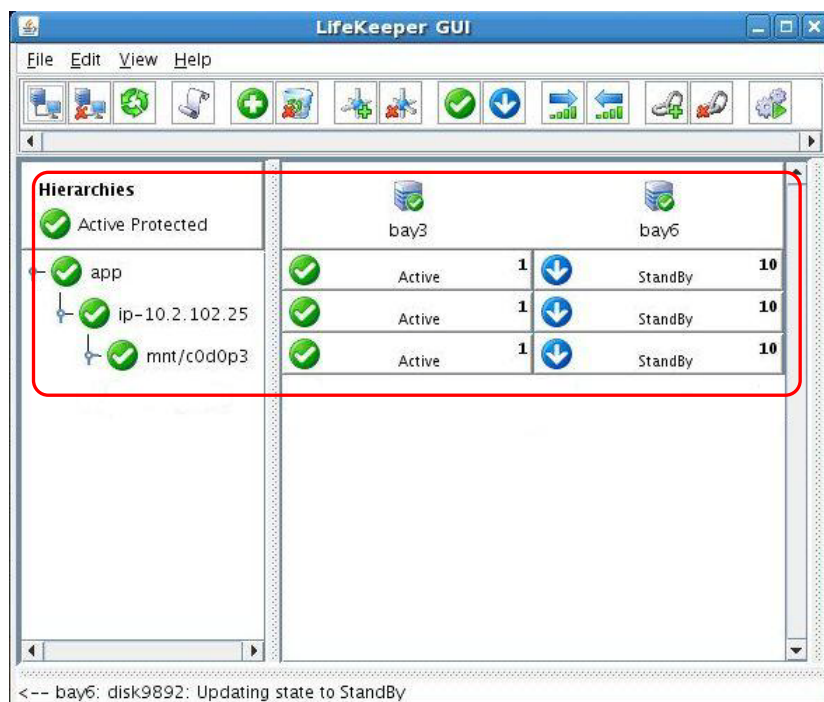 LifeKeeper GUI
File Edit View Help
Hierarchies
Active Protected
bay3
bay6
app
Active 1
StandBy 10
ip-10.2.102.25
Active 1
StandBy 10
mnt/c0d0p3
Active 1
StandBy 10
<-- bay6: disk9892: Updating state to StandBy